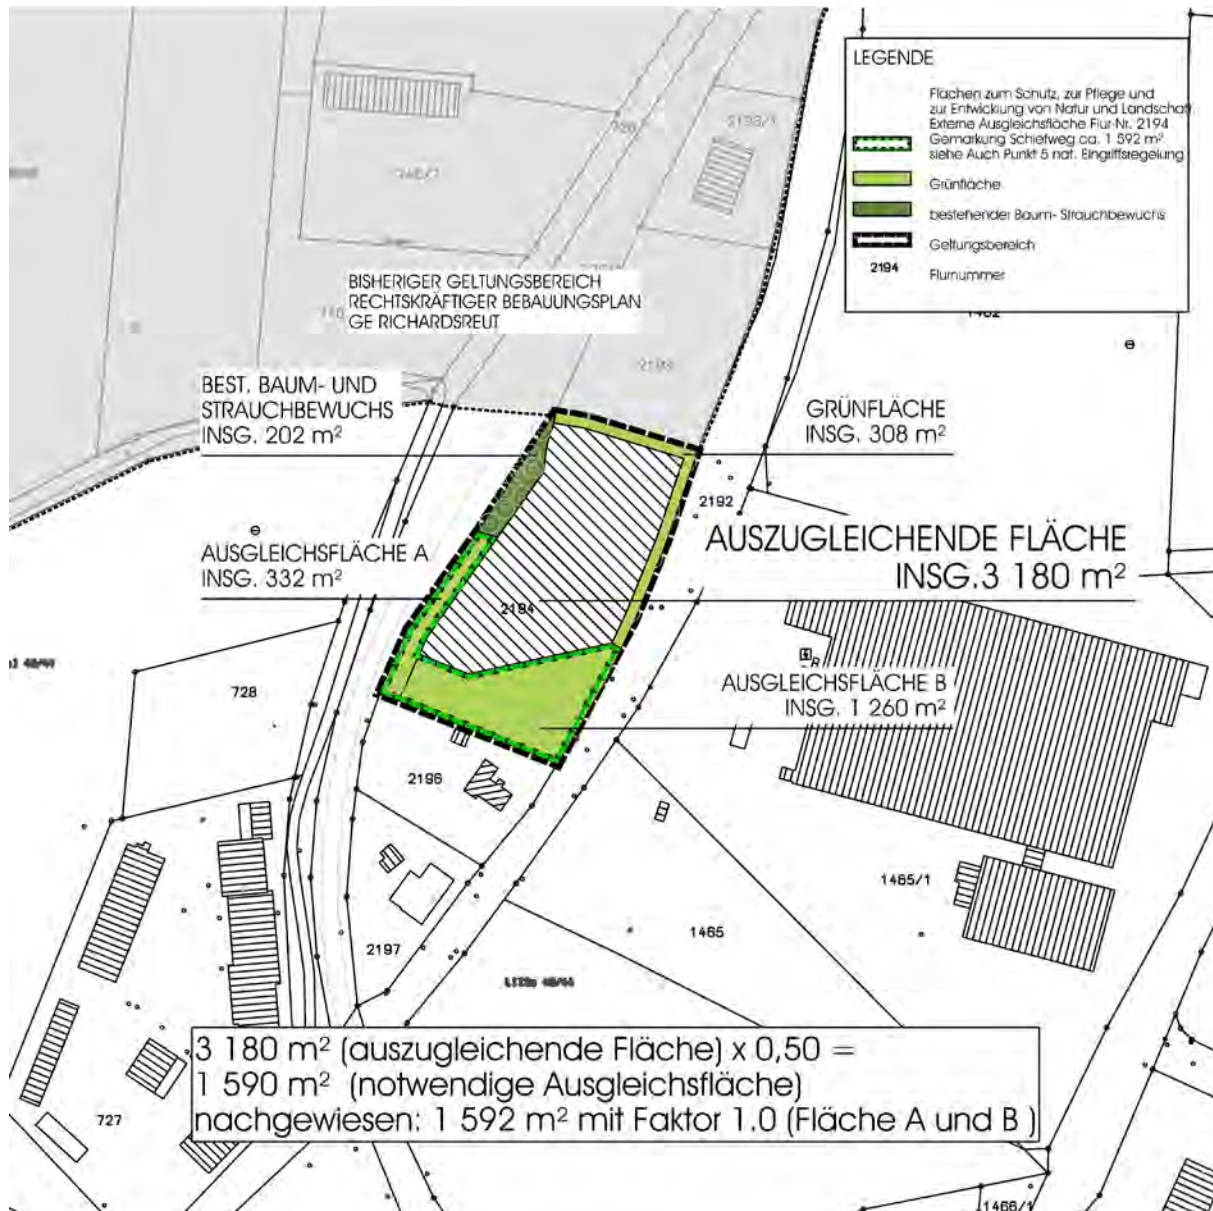 LEGENDE
Flächen zum Schutz, zur Pflege und
zur Entwicklung von Natur und Landschaft
Externe Ausgleichsfläche Flur-Nr. 2194
Gemarkung Schiefweg ca. 1 592 m²
siehe Auch Punkt 5 nat. Eingriffsregelung
Grünfläche
bestehender Baum- Strauchbewuchs
Geltungsbereich
2194 Flurnummer
2193/1
BISHERIGER GELTUNGSBEREICH
RECHTSKRÄFTIGER BEBAUUNGSPLAN
GE RICHARDSREUT
2193
BEST. BAUM- UND
STRAUCHBEWUCHS
INSG. 202 m²
GRÜNFLÄCHE
INSG. 308 m²
2192
AUSZUGLEICHENDE FLÄCHE
INSG.3 180 m²
AUSGLEICHSFLÄCHE A
INSG. 332 m²
2194
728
AUSGLEICHSFLÄCHE B
INSG. 1 260 m²
2196
1465/1
1465
2197
3 180 m² (auszugleichende Fläche) x 0,50 =
1 590 m² (notwendige Ausgleichsfläche)
nachgewiesen: 1 592 m² mit Faktor 1.0 (Fläche A und B )
727
1466/1